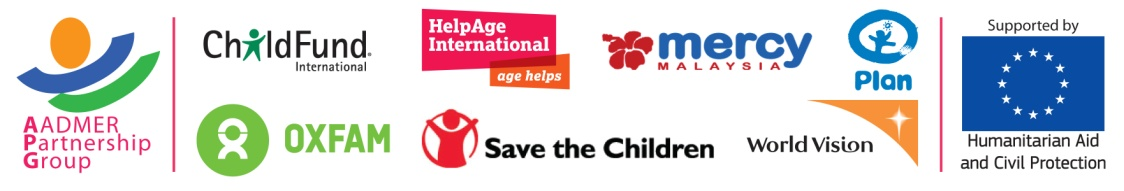 AADMER
Partnership
Group
ChildFund®
International
HelpAge
International
age helps
mercy
MALAYSIA
Plan
OXFAM
Save the Children
World Vision
Supported by
Humanitarian Aid
and Civil Protection